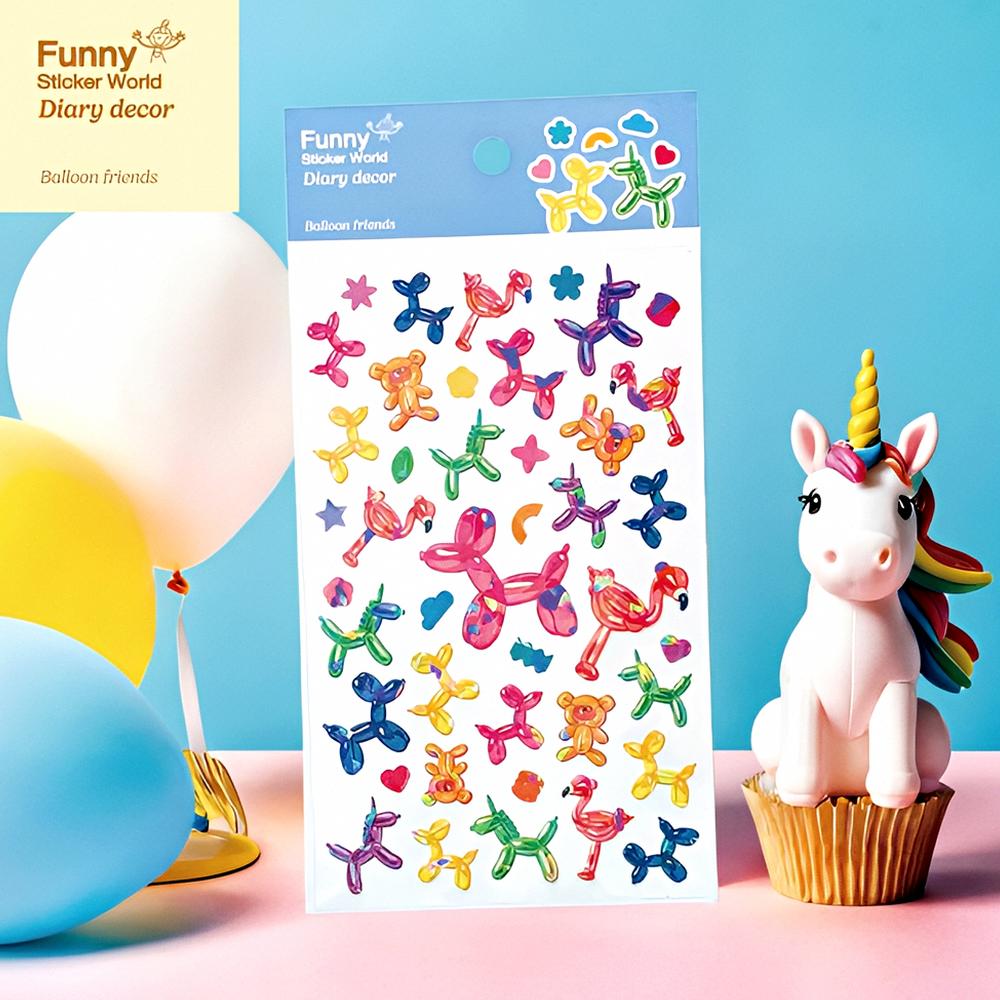 Funny
Sticker World
Diary decor
Balloon friends
Funny
Sticker World
Diary decor
Balloon friends